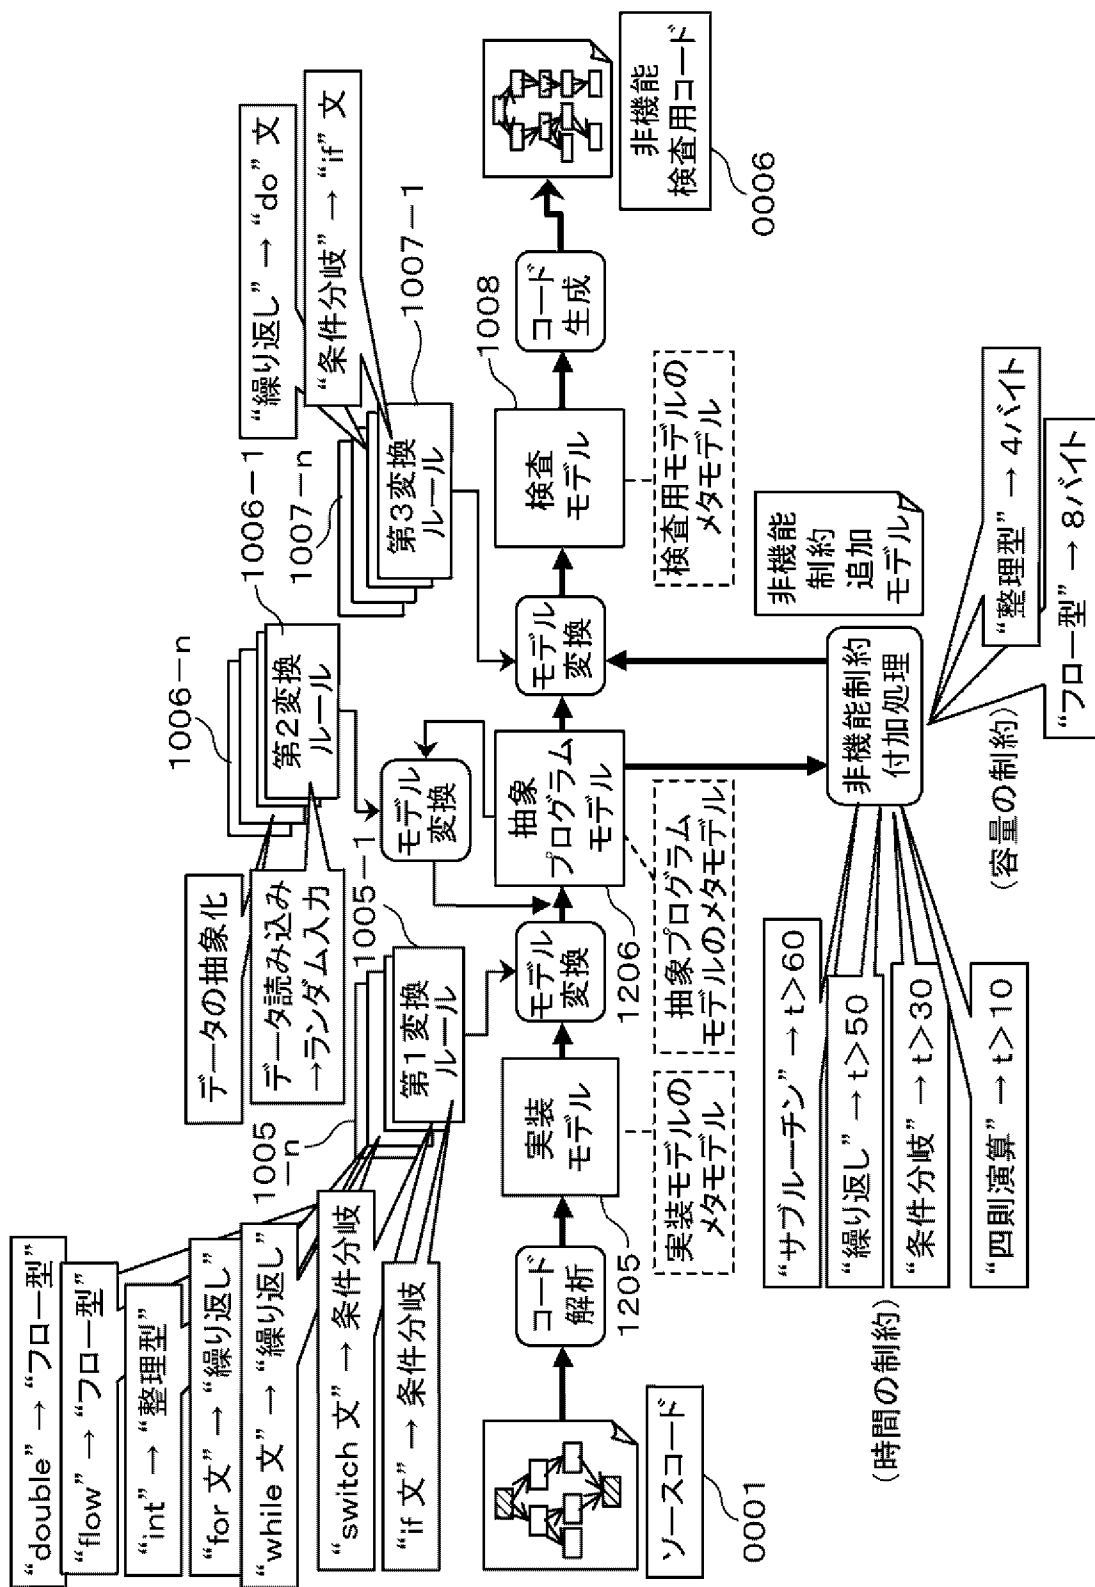 “double” → “フロー型”
“flow” → “フロー型”
“int” → “整理型”
“for 文” → “繰り返し”
“while 文” → “繰り返し”
“switch 文” → 条件分岐
“if 文” → 条件分岐
1005
−n
第1変換
ルール
1005−1
データの抽象化
データ読み込み
→ランダム入力
1006−n
第2変換
ルール
1006−1
1007−n
第3変換
ルール
1007−1
“繰り返し” → “do” 文
“条件分岐” → “if” 文
ソースコード
0001
コード
解析
実装
モデル
1205
実装モデルの
メタモデル
モデル
変換
モデル
変換
抽象
プログラム
モデル
1206
抽象プログラム
モデルのメタモデル
モデル
変換
検査
モデル
1008
検査用モデルの
メタモデル
コード
生成
非機能
検査用コード
0006
(時間の制約)
“サブルーチン” → t>60
“繰り返し” → t>50
“条件分岐” → t>30
“四則演算” → t>10
非機能制約
付加処理
非機能
制約
追加
モデル
(容量の制約)
“整理型” → 4バイト
“フロー型” → 8バイト